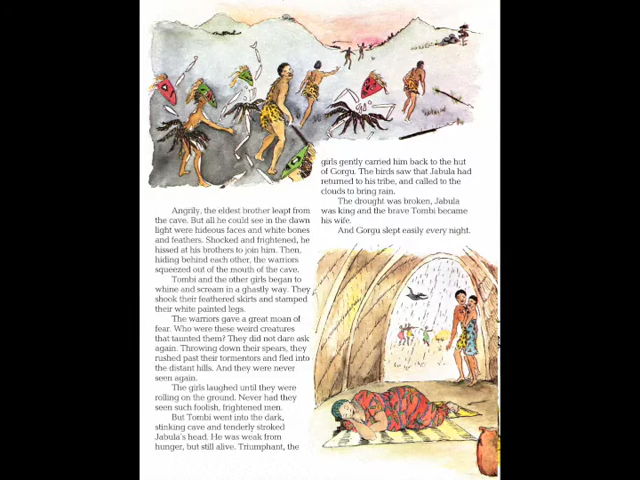 Angrily, the eldest brother leapt from
the cave. But all he could see in the dawn
light were hideous faces and white bones
and feathers. Shocked and frightened, he
hissed at his brothers to join him. Then,
hiding behind each other, the warriors
squeezed out of the mouth of the cave.
Tombi and the other girls began to
whine and scream in a ghastly way. They
shook their feathered skirts and stamped
their white painted legs.
The warriors gave a great moan of
fear. Who were these weird creatures
that taunted them? They did not dare ask
again. Throwing down their spears, they
rushed past their tormentors and fled into
the distant hills. And they were never
seen again.
The girls laughed until they were
rolling on the ground. Never had they
seen such foolish, frightened men.
But Tombi went into the dark,
stinking cave and tenderly stroked
Jabula's head. He was weak from
hunger, but still alive. Triumphant, the
girls gently carried him back to the hut
of Gorgu. The birds saw that Jabula had
returned to his tribe, and called to the
clouds to bring rain.
The drought was broken, Jabula
was king and the brave Tombi became
his wife.
And Gorgu slept easily every night.